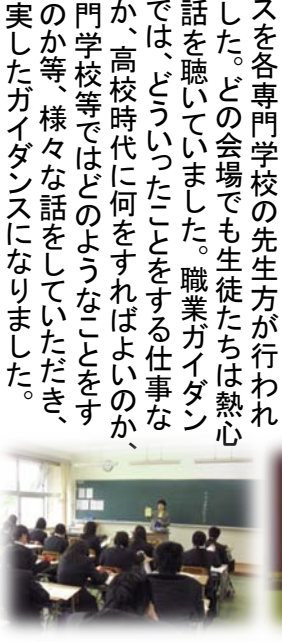 スを各専門学校の先生方が行われ
した。どの会場でも生徒たちは熱心
話を聴いていました。職業ガイダン
では、どういったことをする仕事な
か、高校時代に何をすればよいのか、
門学校等ではどのようなことをす
のか等、様々な話をしていただき、
実したガイダンスになりました。